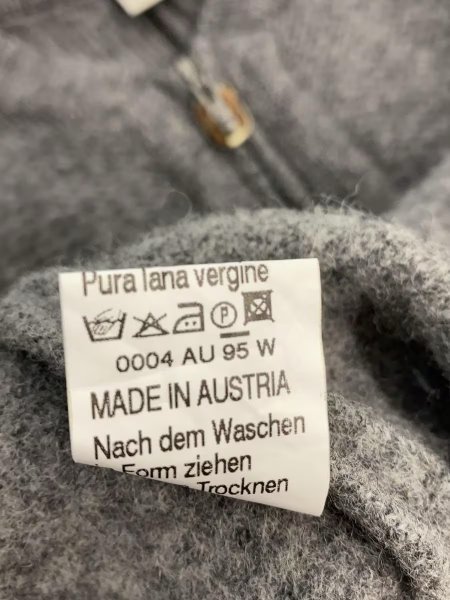 Pura lana vergine
P
0004 AU 95 W
MADE IN AUSTRIA
Nach dem Waschen
Form ziehen
Trocknen